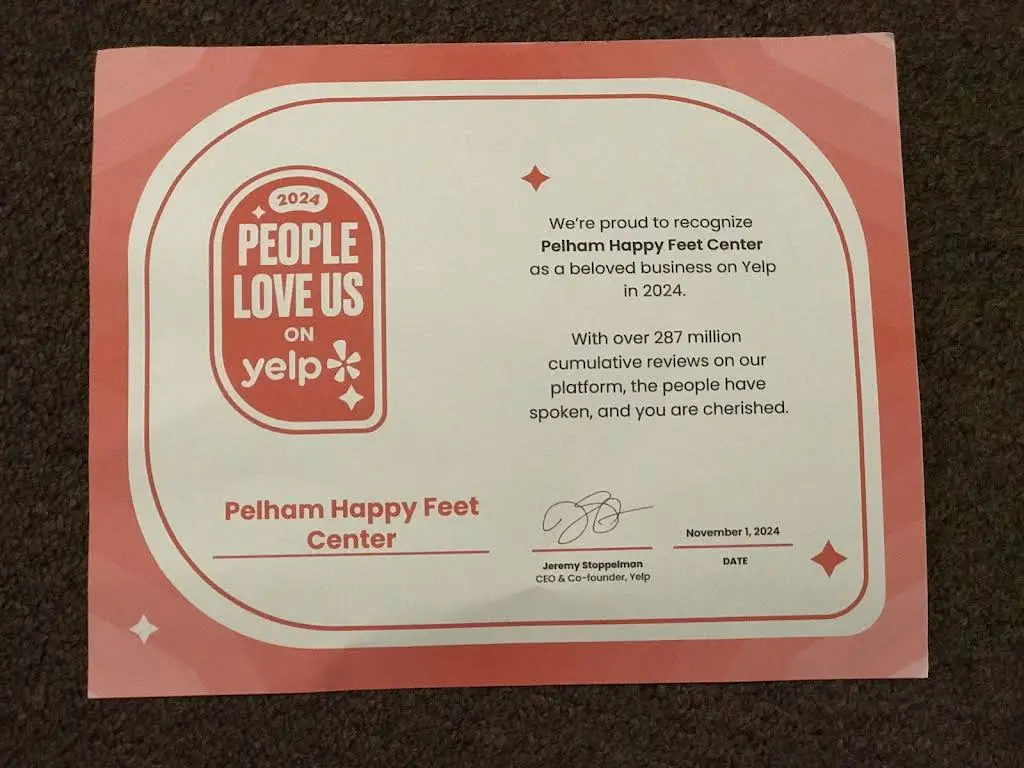 2024
PEOPLE
LOVE US
ON
yelp
We're proud to recognize
Pelham Happy Feet Center
as a beloved business on Yelp
in 2024.
With over 287 million
cumulative reviews on our
platform, the people have
spoken, and you are cherished.
Pelham Happy Feet
Center
Jeremy Stoppelman
CEO & Co-founder, Yelp
November 1, 2024
DATE